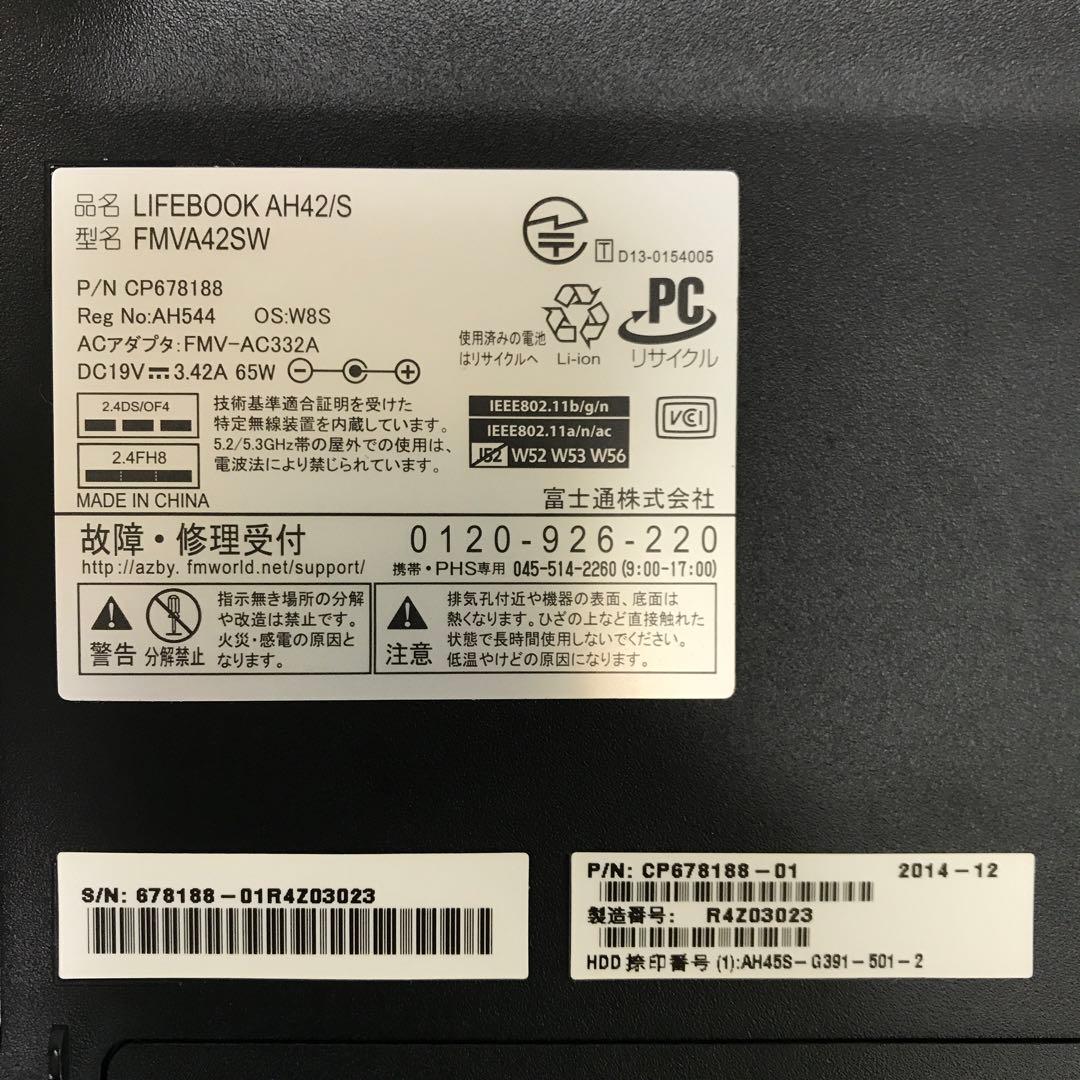 品名 LIFEBOOK AH42/S
型名 FMVA42SW
T D13-0154005
P/N CP678188
Reg No:AH544 OS:W8S
ACアダプタ:FMV-AC332A
DC19V 3.42A 65W
使用済みの電池
はリサイクルへ
Li-ion
PC
リサイクル
2.4DS/OF4
2.4FH8
技術基準適合証明を受けた
特定無線装置を内蔵しています。
5.2/5.3GHz帯の屋外での使用は、
電波法により禁じられています。
IEEE802.11b/g/n
IEEE802.11a/n/ac
J52 W52 W53 W56
VCI
MADE IN CHINA
富士通株式会社
故障・修理受付 0120-926-220
http://azby.fmworld.net/support/ 携帯・PHS専用 045-514-2260 (9:00-17:00)
警告 分解禁止
指示無き場所の分解
や改造は禁止です。
火災・感電の原因と
なります。
注意
排気孔付近や機器の表面、底面は
熱くなります。ひざの上など直接触れた
状態で長時間使用しないでください。
低温やけどの原因になります。
S/N: 678188-01R4Z03023
P/N: CP678188-01 2014-12
製造番号: R4Z03023
HDD捺印番号(1):AH45S-G391-501-2